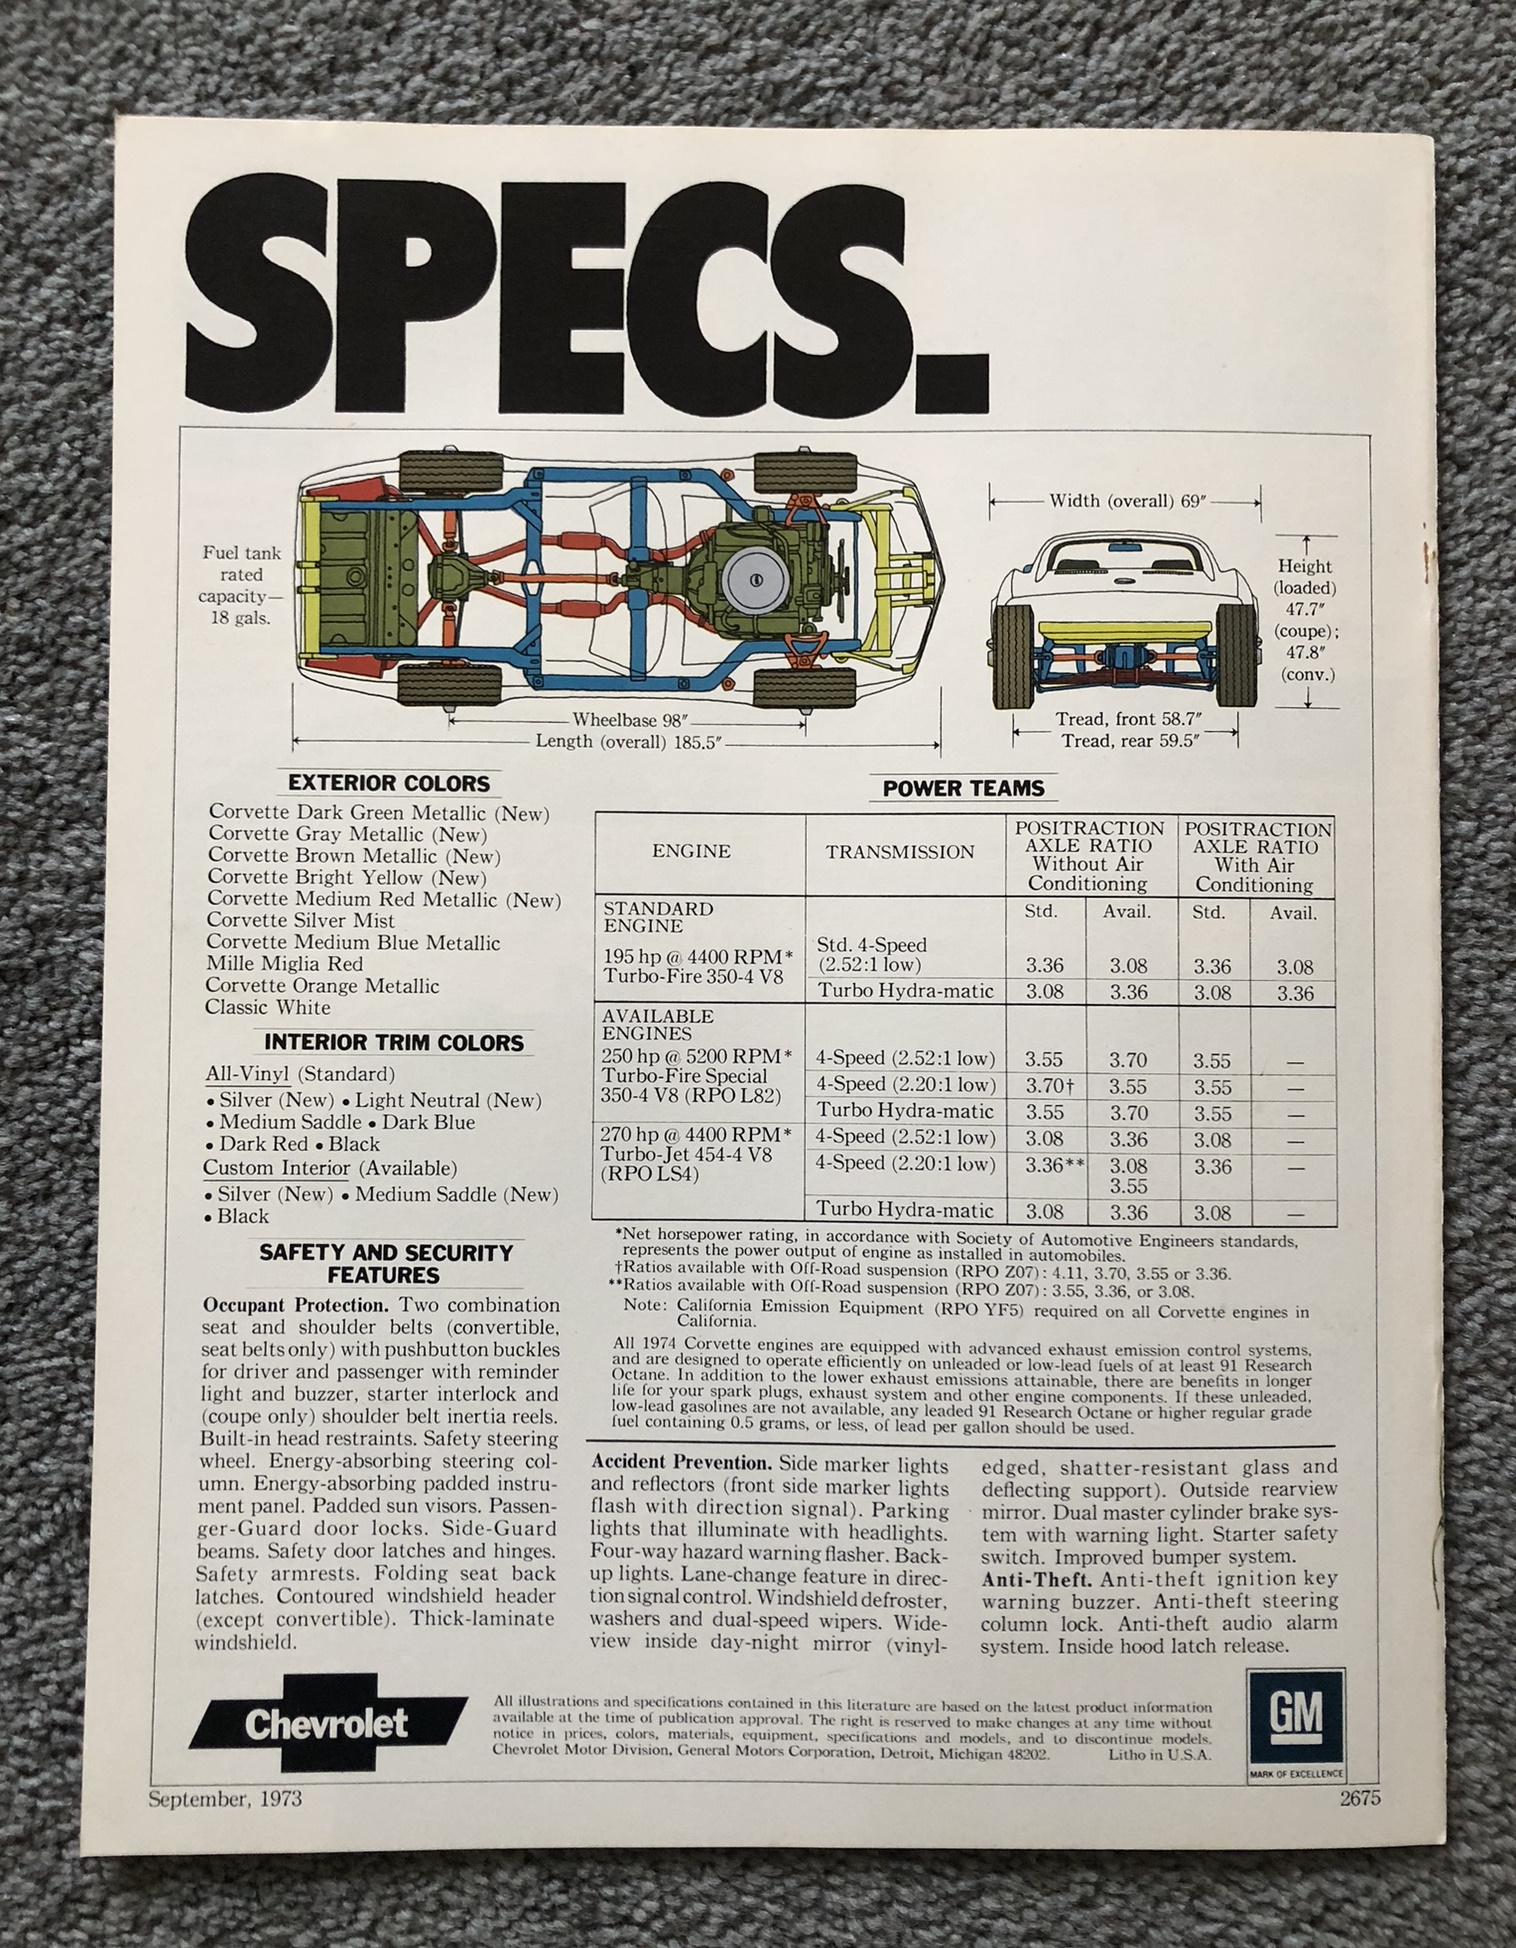 SPECS.
Fuel tank
rated
capacity—
18 gals.
Wheelbase 98″
Length (overall) 185.5″
Width (overall) 69″
Height
(loaded)
47.7″
(coupe);
47.8″
(conv.)
Tread, front 58.7″
Tread, rear 59.5″
EXTERIOR COLORS
Corvette Dark Green Metallic (New)
Corvette Gray Metallic (New)
Corvette Brown Metallic (New)
Corvette Bright Yellow (New)
Corvette Medium Red Metallic (New)
Corvette Silver Mist
Corvette Medium Blue Metallic
Mille Miglia Red
Corvette Orange Metallic
Classic White
INTERIOR TRIM COLORS
All-Vinyl (Standard)
• Silver (New) • Light Neutral (New)
• Medium Saddle • Dark Blue
• Dark Red • Black
Custom Interior (Available)
• Silver (New) • Medium Saddle (New)
• Black
SAFETY AND SECURITY
FEATURES
Occupant Protection. Two combination
seat and shoulder belts (convertible,
seat belts only) with pushbutton buckles
for driver and passenger with reminder
light and buzzer, starter interlock and
(coupe only) shoulder belt inertia reels.
Built-in head restraints. Safety steering
wheel. Energy-absorbing steering col-
umn. Energy-absorbing padded instru-
ment panel. Padded sun visors. Passen-
ger-Guard door locks. Side-Guard
beams. Safety door latches and hinges.
Safety armrests. Folding seat back
latches. Contoured windshield header
(except convertible). Thick-laminate
windshield.
POWER TEAMS
ENGINE TRANSMISSION POSITRACTION POSITRACTION
AXLE RATIO AXLE RATIO
Without Air With Air
Conditioning Conditioning
STANDARD Std. Avail. Std. Avail.
ENGINE
195 hp @ 4400 RPM* Std. 4-Speed
Turbo-Fire 350-4 V8 (2.52:1 low) 3.36 3.08 3.36 3.08
Turbo Hydra-matic 3.08 3.36 3.08 3.36
AVAILABLE
ENGINES
250 hp @ 5200 RPM* 4-Speed (2.52:1 low) 3.55 3.70 3.55 —
Turbo-Fire Special 4-Speed (2.20:1 low) 3.70† 3.55 3.55 —
350-4 V8 (RPO L82) Turbo Hydra-matic 3.55 3.70 3.55 —
270 hp @ 4400 RPM* 4-Speed (2.52:1 low) 3.08 3.36 3.08 —
Turbo-Jet 454-4 V8 4-Speed (2.20:1 low) 3.36** 3.08 3.36 —
(RPO LS4) 3.55
Turbo Hydra-matic 3.08 3.36 3.08 —
*Net horsepower rating, in accordance with Society of Automotive Engineers standards,
represents the power output of engine as installed in automobiles.
†Ratios available with Off-Road suspension (RPO Z07): 4.11, 3.70, 3.55 or 3.36.
**Ratios available with Off-Road suspension (RPO Z07): 3.55, 3.36, or 3.08.
Note: California Emission Equipment (RPO YF5) required on all Corvette engines in
California.
All 1974 Corvette engines are equipped with advanced exhaust emission control systems,
and are designed to operate efficiently on unleaded or low-lead fuels of at least 91 Research
Octane. In addition to the lower exhaust emissions attainable, there are benefits in longer
life for your spark plugs, exhaust system and other engine components. If these unleaded,
low-lead gasolines are not available, any leaded 91 Research Octane or higher regular grade
fuel containing 0.5 grams, or less, of lead per gallon should be used.
Accident Prevention. Side marker lights
and reflectors (front side marker lights
flash with direction signal). Parking
lights that illuminate with headlights.
Four-way hazard warning flasher. Back-
up lights. Lane-change feature in direc-
tion signal control. Windshield defroster,
washers and dual-speed wipers. Wide-
view inside day-night mirror (vinyl-
edged, shatter-resistant glass and
deflecting support). Outside rearview
mirror. Dual master cylinder brake sys-
tem with warning light. Starter safety
switch. Improved bumper system.
Anti-Theft. Anti-theft ignition key
warning buzzer. Anti-theft steering
column lock. Anti-theft audio alarm
system. Inside hood latch release.
Chevrolet
All illustrations and specifications contained in this literature are based on the latest product information
available at the time of publication approval. The right is reserved to make changes at any time without
notice in prices, colors, materials, equipment, specifications and models, and to discontinue models.
Chevrolet Motor Division, General Motors Corporation, Detroit, Michigan 48202. Litho in U.S.A.
GM
MARK OF EXCELLENCE
September, 1973 2675